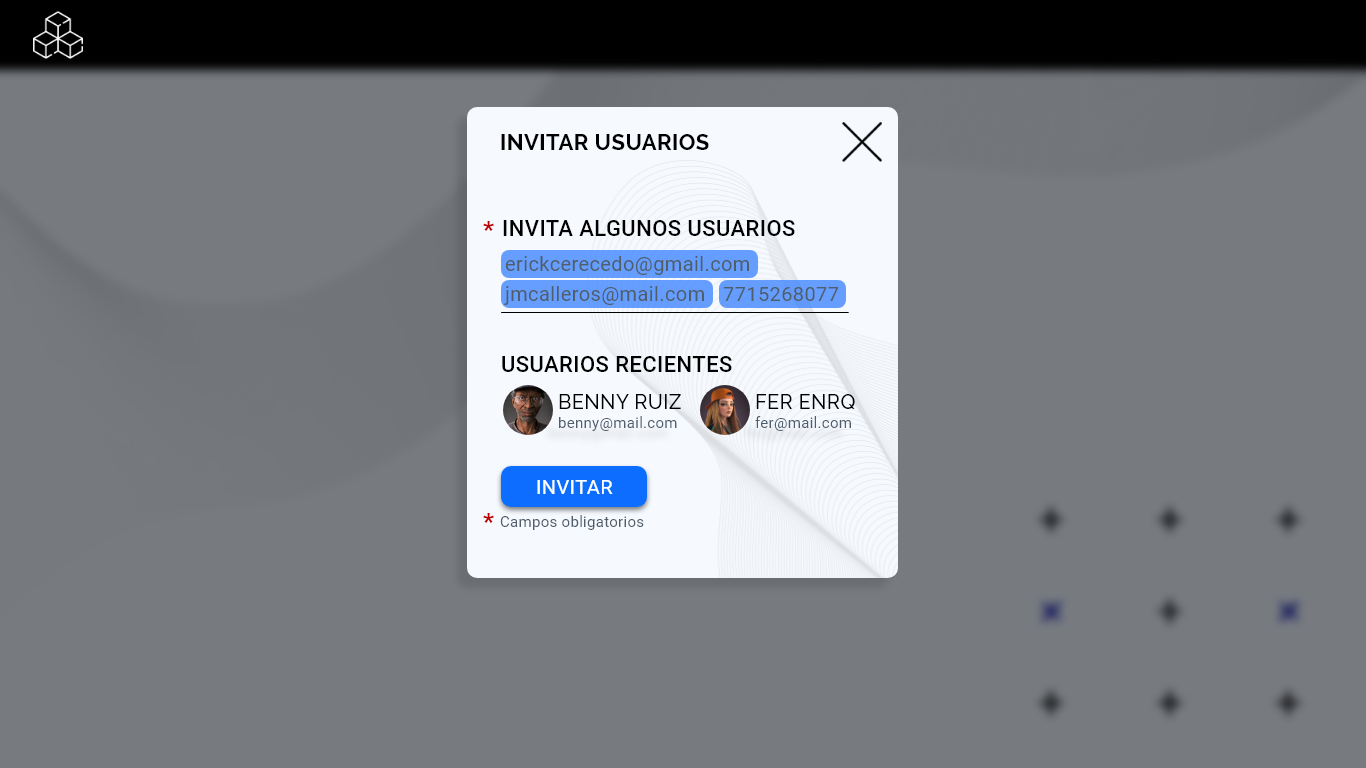 INVITAR USUARIOS
* INVITA ALGUNOS USUARIOS
erickcerecedo@gmail.com
jmcalleros@mail.com 7715268077
USUARIOS RECIENTES
BENNY RUIZ FER ENRQ
benny@mail.com fer@mail.com
INVITAR
* Campos obligatorios